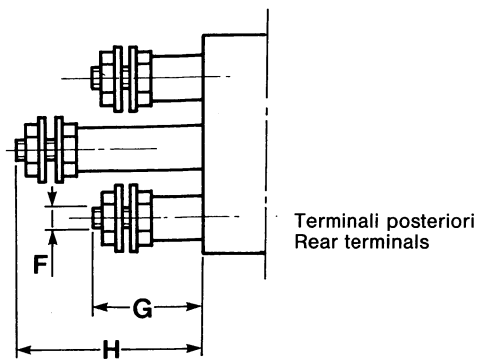 Terminali posteriori
Rear terminals
F
G
H